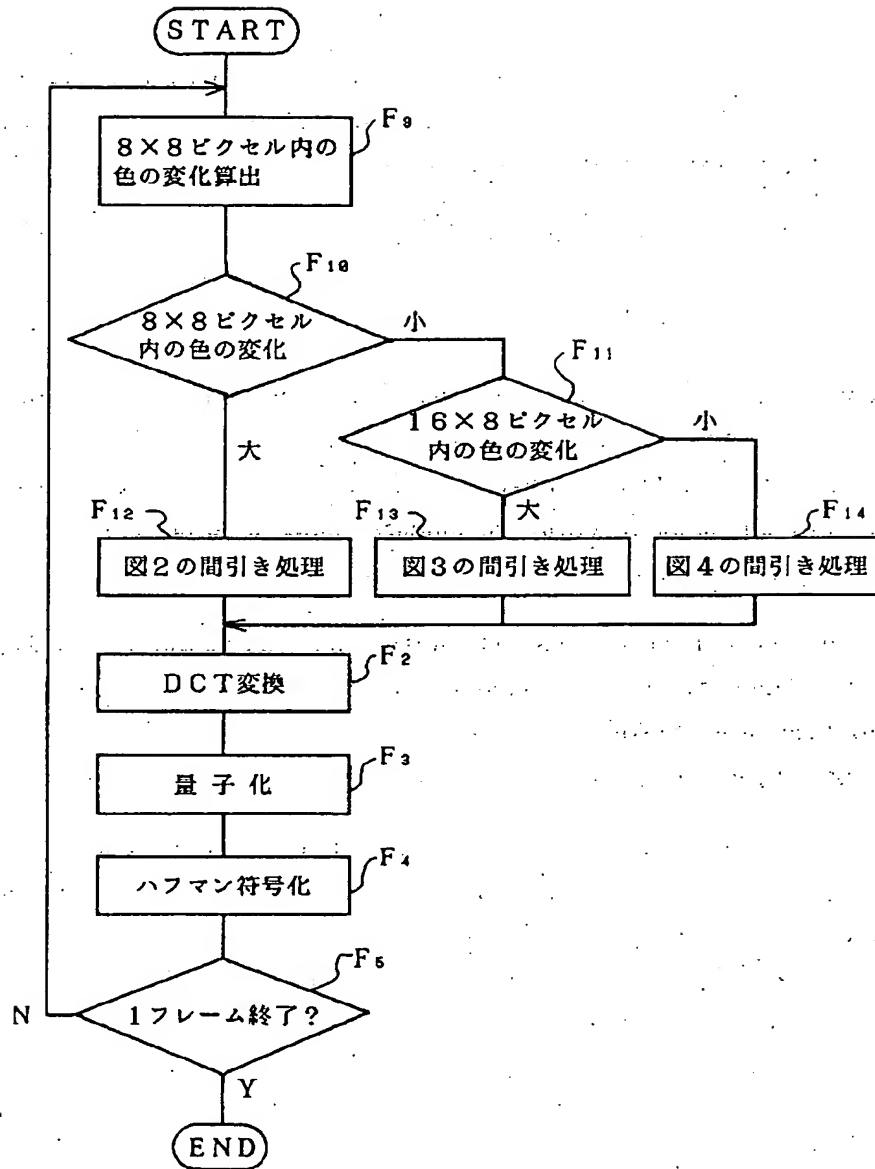 START
8×8ピクセル内の
色の変化算出
F9
F10
8×8ピクセル
内の色の変化
小
大
F11
16×8ピクセル
内の色の変化
小
大
F12
図2の間引き処理
F13
図3の間引き処理
F14
図4の間引き処理
DCT変換
F2
量子化
F3
ハフマン符号化
F4
F5
1フレーム終了?
N
Y
END